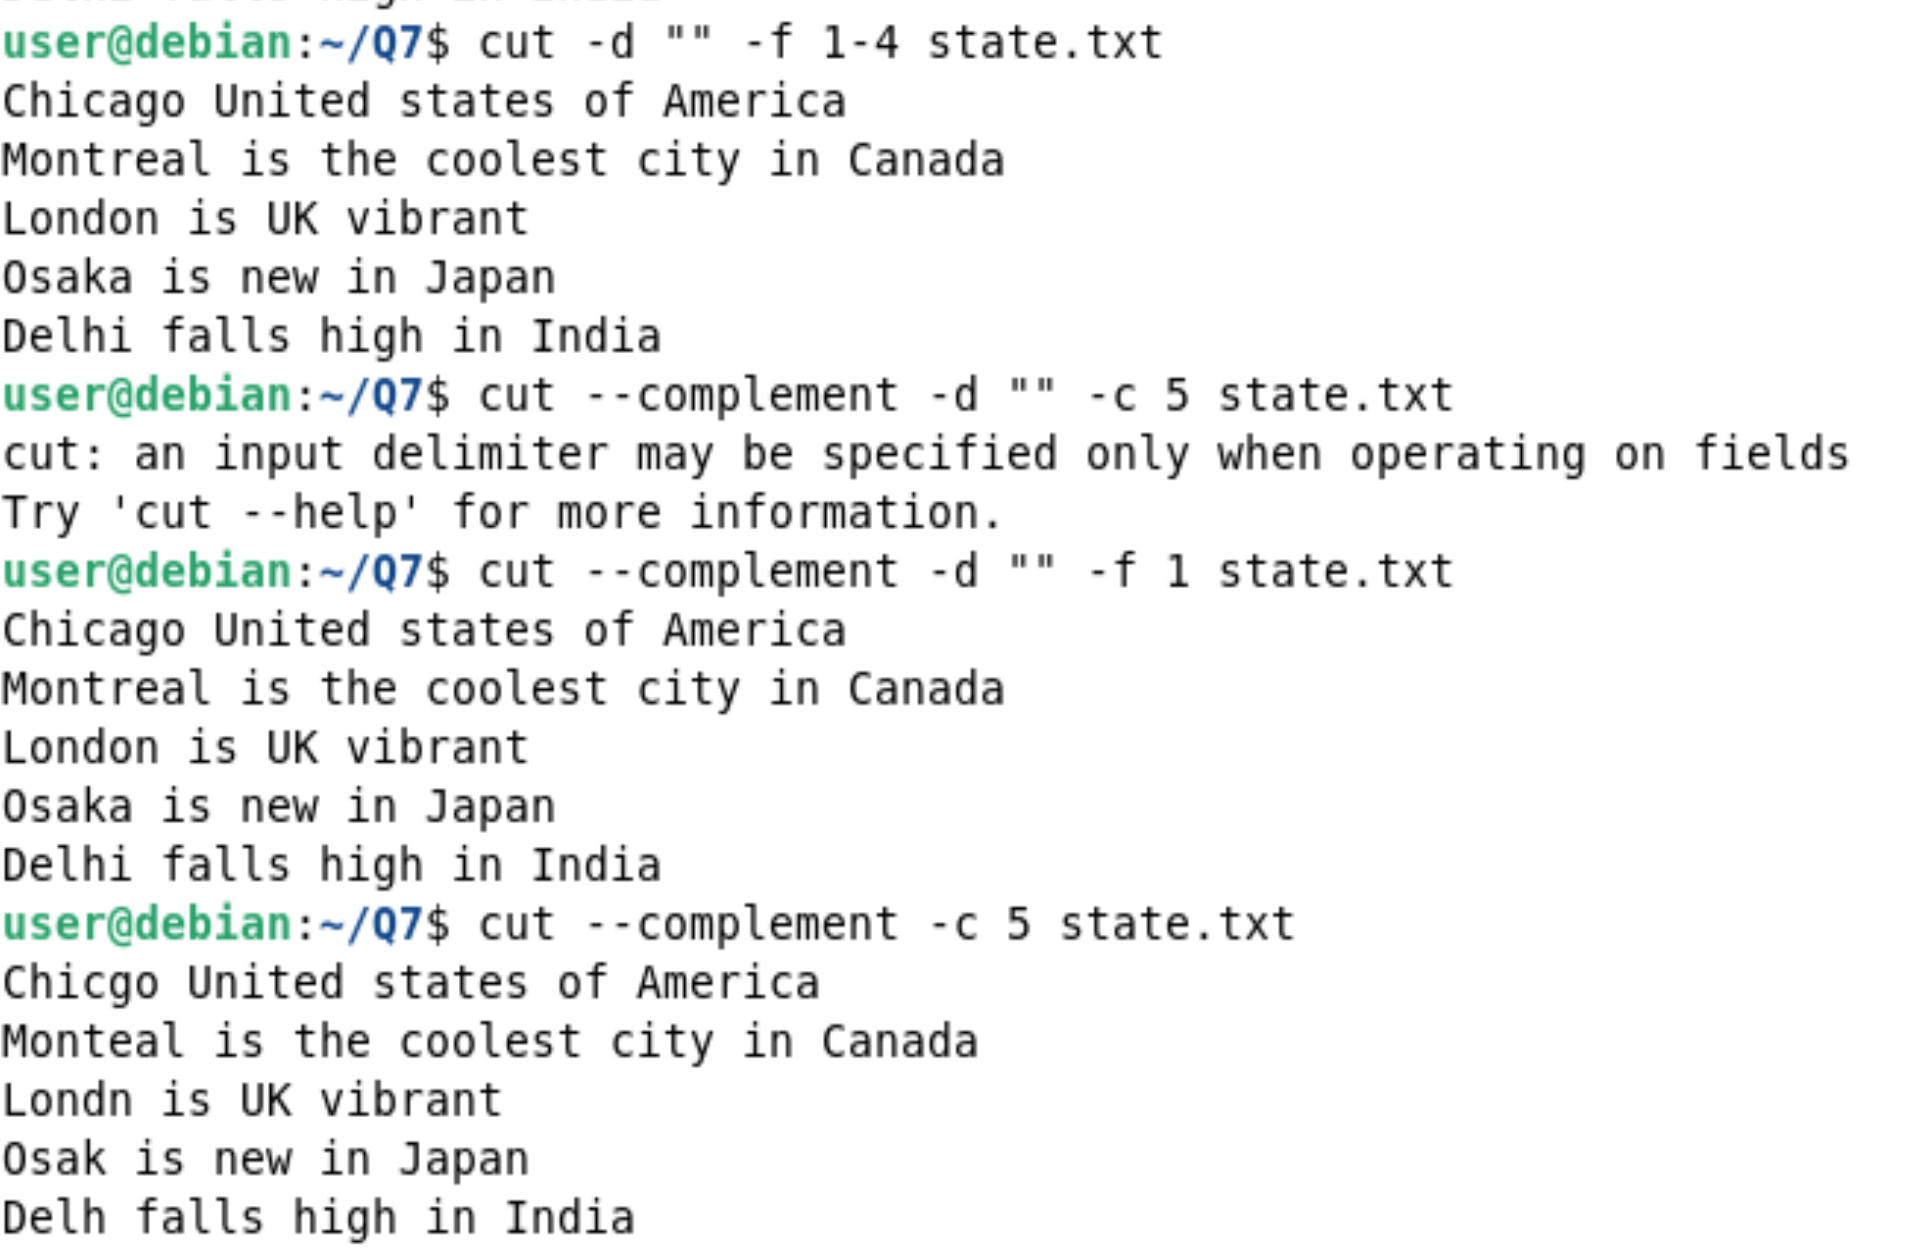 user@debian:~/Q7$ cut -d "" -f 1-4 state.txt
Chicago United states of America
Montreal is the coolest city in Canada
London is UK vibrant
Osaka is new in Japan
Delhi falls high in India
user@debian:~/Q7$ cut --complement -d "" -c 5 state.txt
cut: an input delimiter may be specified only when operating on fields
Try 'cut --help' for more information.
user@debian:~/Q7$ cut --complement -d "" -f 1 state.txt
Chicago United states of America
Montreal is the coolest city in Canada
London is UK vibrant
Osaka is new in Japan
Delhi falls high in India
user@debian:~/Q7$ cut --complement -c 5 state.txt
Chicgo United states of America
Monteal is the coolest city in Canada
Londn is UK vibrant
Osak is new in Japan
Delh falls high in India